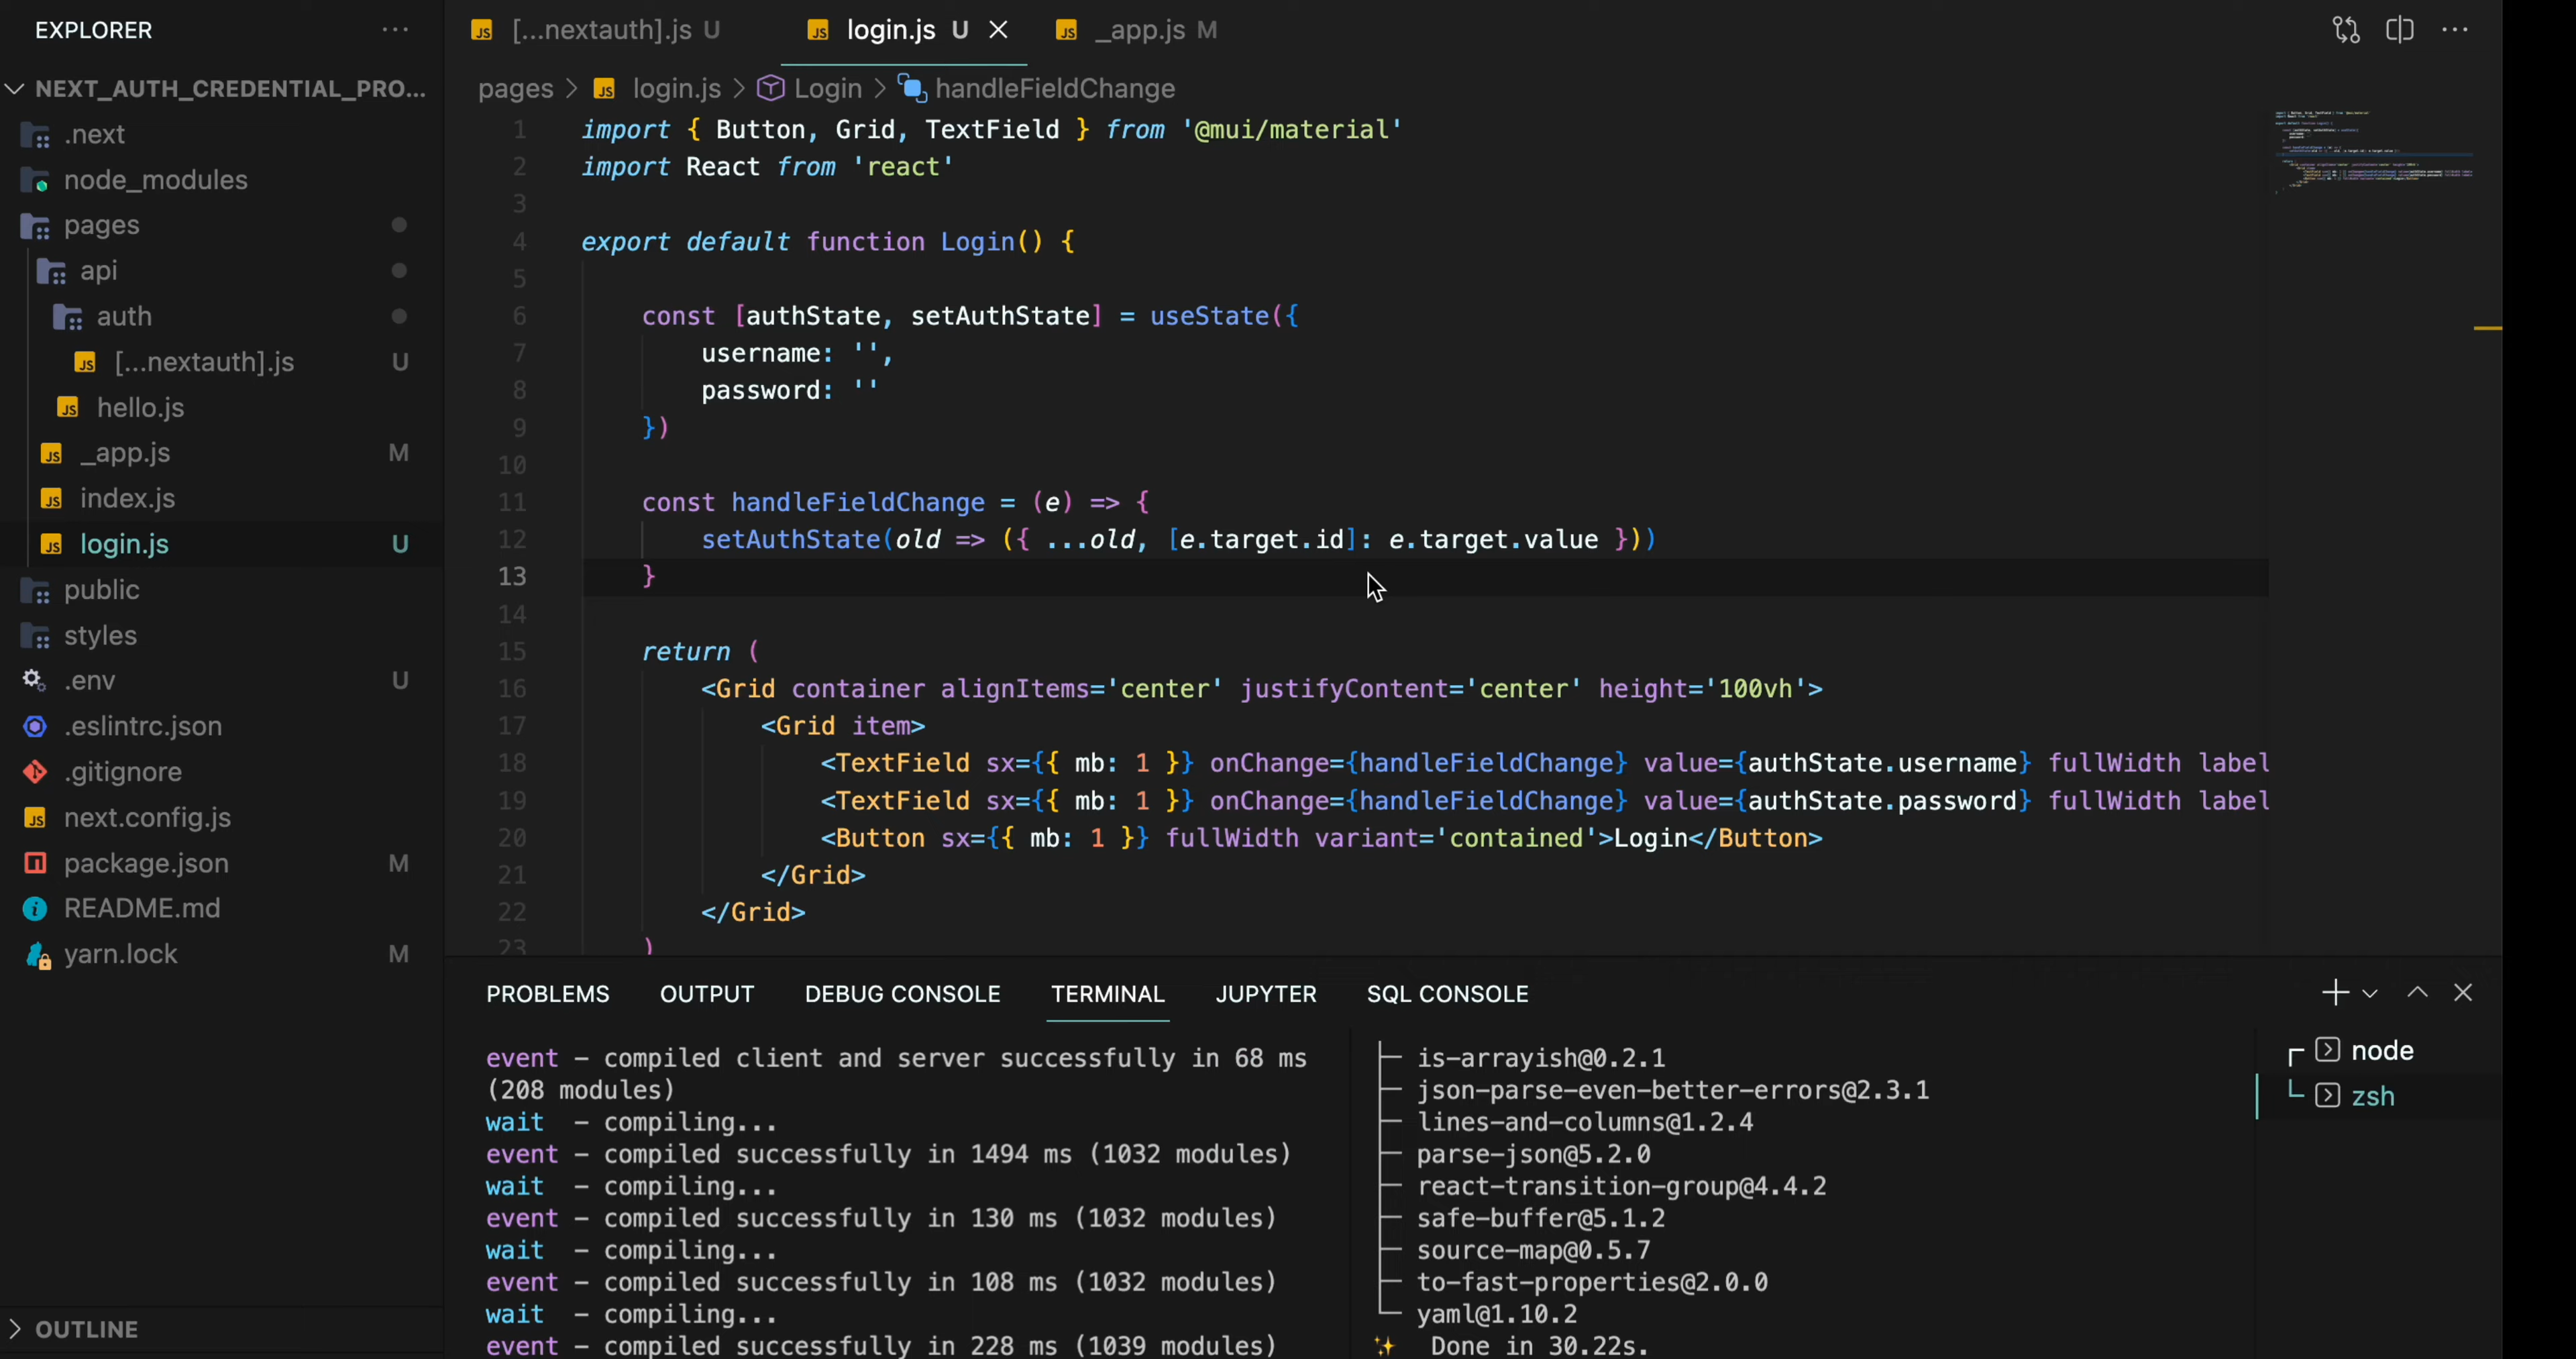 EXPLORER
NEXT_AUTH_CREDENTIAL_PRO...
.next
node_modules
pages
api
auth
[...nextauth].js U
hello.js
_app.js M
index.js
login.js U
public
styles
.env U
.eslintrc.json
.gitignore
next.config.js
package.json M
README.md
yarn.lock M
OUTLINE
[...nextauth].js U
login.js U
_app.js M
pages > login.js > Login > handleFieldChange
1 import { Button, Grid, TextField } from '@mui/material'
2 import React from 'react'
3
4 export default function Login() {
5
6 const [authState, setAuthState] = useState({
7 username: '',
8 password: ''
9 })
10
11 const handleFieldChange = (e) => {
12 setAuthState(old => ({ ...old, [e.target.id]: e.target.value }))
13 }
14
15 return (
16 <Grid container alignItems='center' justifyContent='center' height='100vh'>
17 <Grid item>
18 <TextField sx={{ mb: 1 }} onChange={handleFieldChange} value={authState.username} fullWidth label
19 <TextField sx={{ mb: 1 }} onChange={handleFieldChange} value={authState.password} fullWidth label
20 <Button sx={{ mb: 1 }} fullWidth variant='contained'>Login</Button>
21 </Grid>
22 </Grid>
23 )
PROBLEMS OUTPUT DEBUG CONSOLE TERMINAL JUPYTER SQL CONSOLE
event - compiled client and server successfully in 68 ms
(208 modules)
wait - compiling...
event - compiled successfully in 1494 ms (1032 modules)
wait - compiling...
event - compiled successfully in 130 ms (1032 modules)
wait - compiling...
event - compiled successfully in 108 ms (1032 modules)
wait - compiling...
event - compiled successfully in 228 ms (1039 modules)
├─ is-arrayish@0.2.1
├─ json-parse-even-better-errors@2.3.1
├─ lines-and-columns@1.2.4
├─ parse-json@5.2.0
├─ react-transition-group@4.4.2
├─ safe-buffer@5.1.2
├─ source-map@0.5.7
├─ to-fast-properties@2.0.0
└─ yaml@1.10.2
✨ Done in 30.22s.
node
zsh